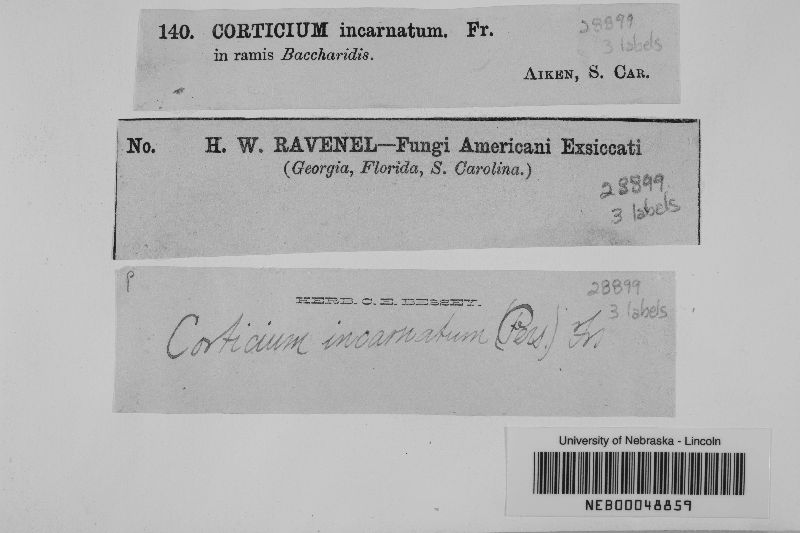 140. CORTICIUM incarnatum. Fr.
in ramis Baccharidis.
AIKEN, S. CAR.
28899
3 labels
No. H. W. RAVENEL—Fungi Americani Exsiccati
(Georgia, Florida, S. Carolina.)
28899
3 labels
P
HERB. C. E. BESSEY.
28899
3 labels
Corticium incarnatum (Pers.) Fr.
University of Nebraska - Lincoln
NEB00048859